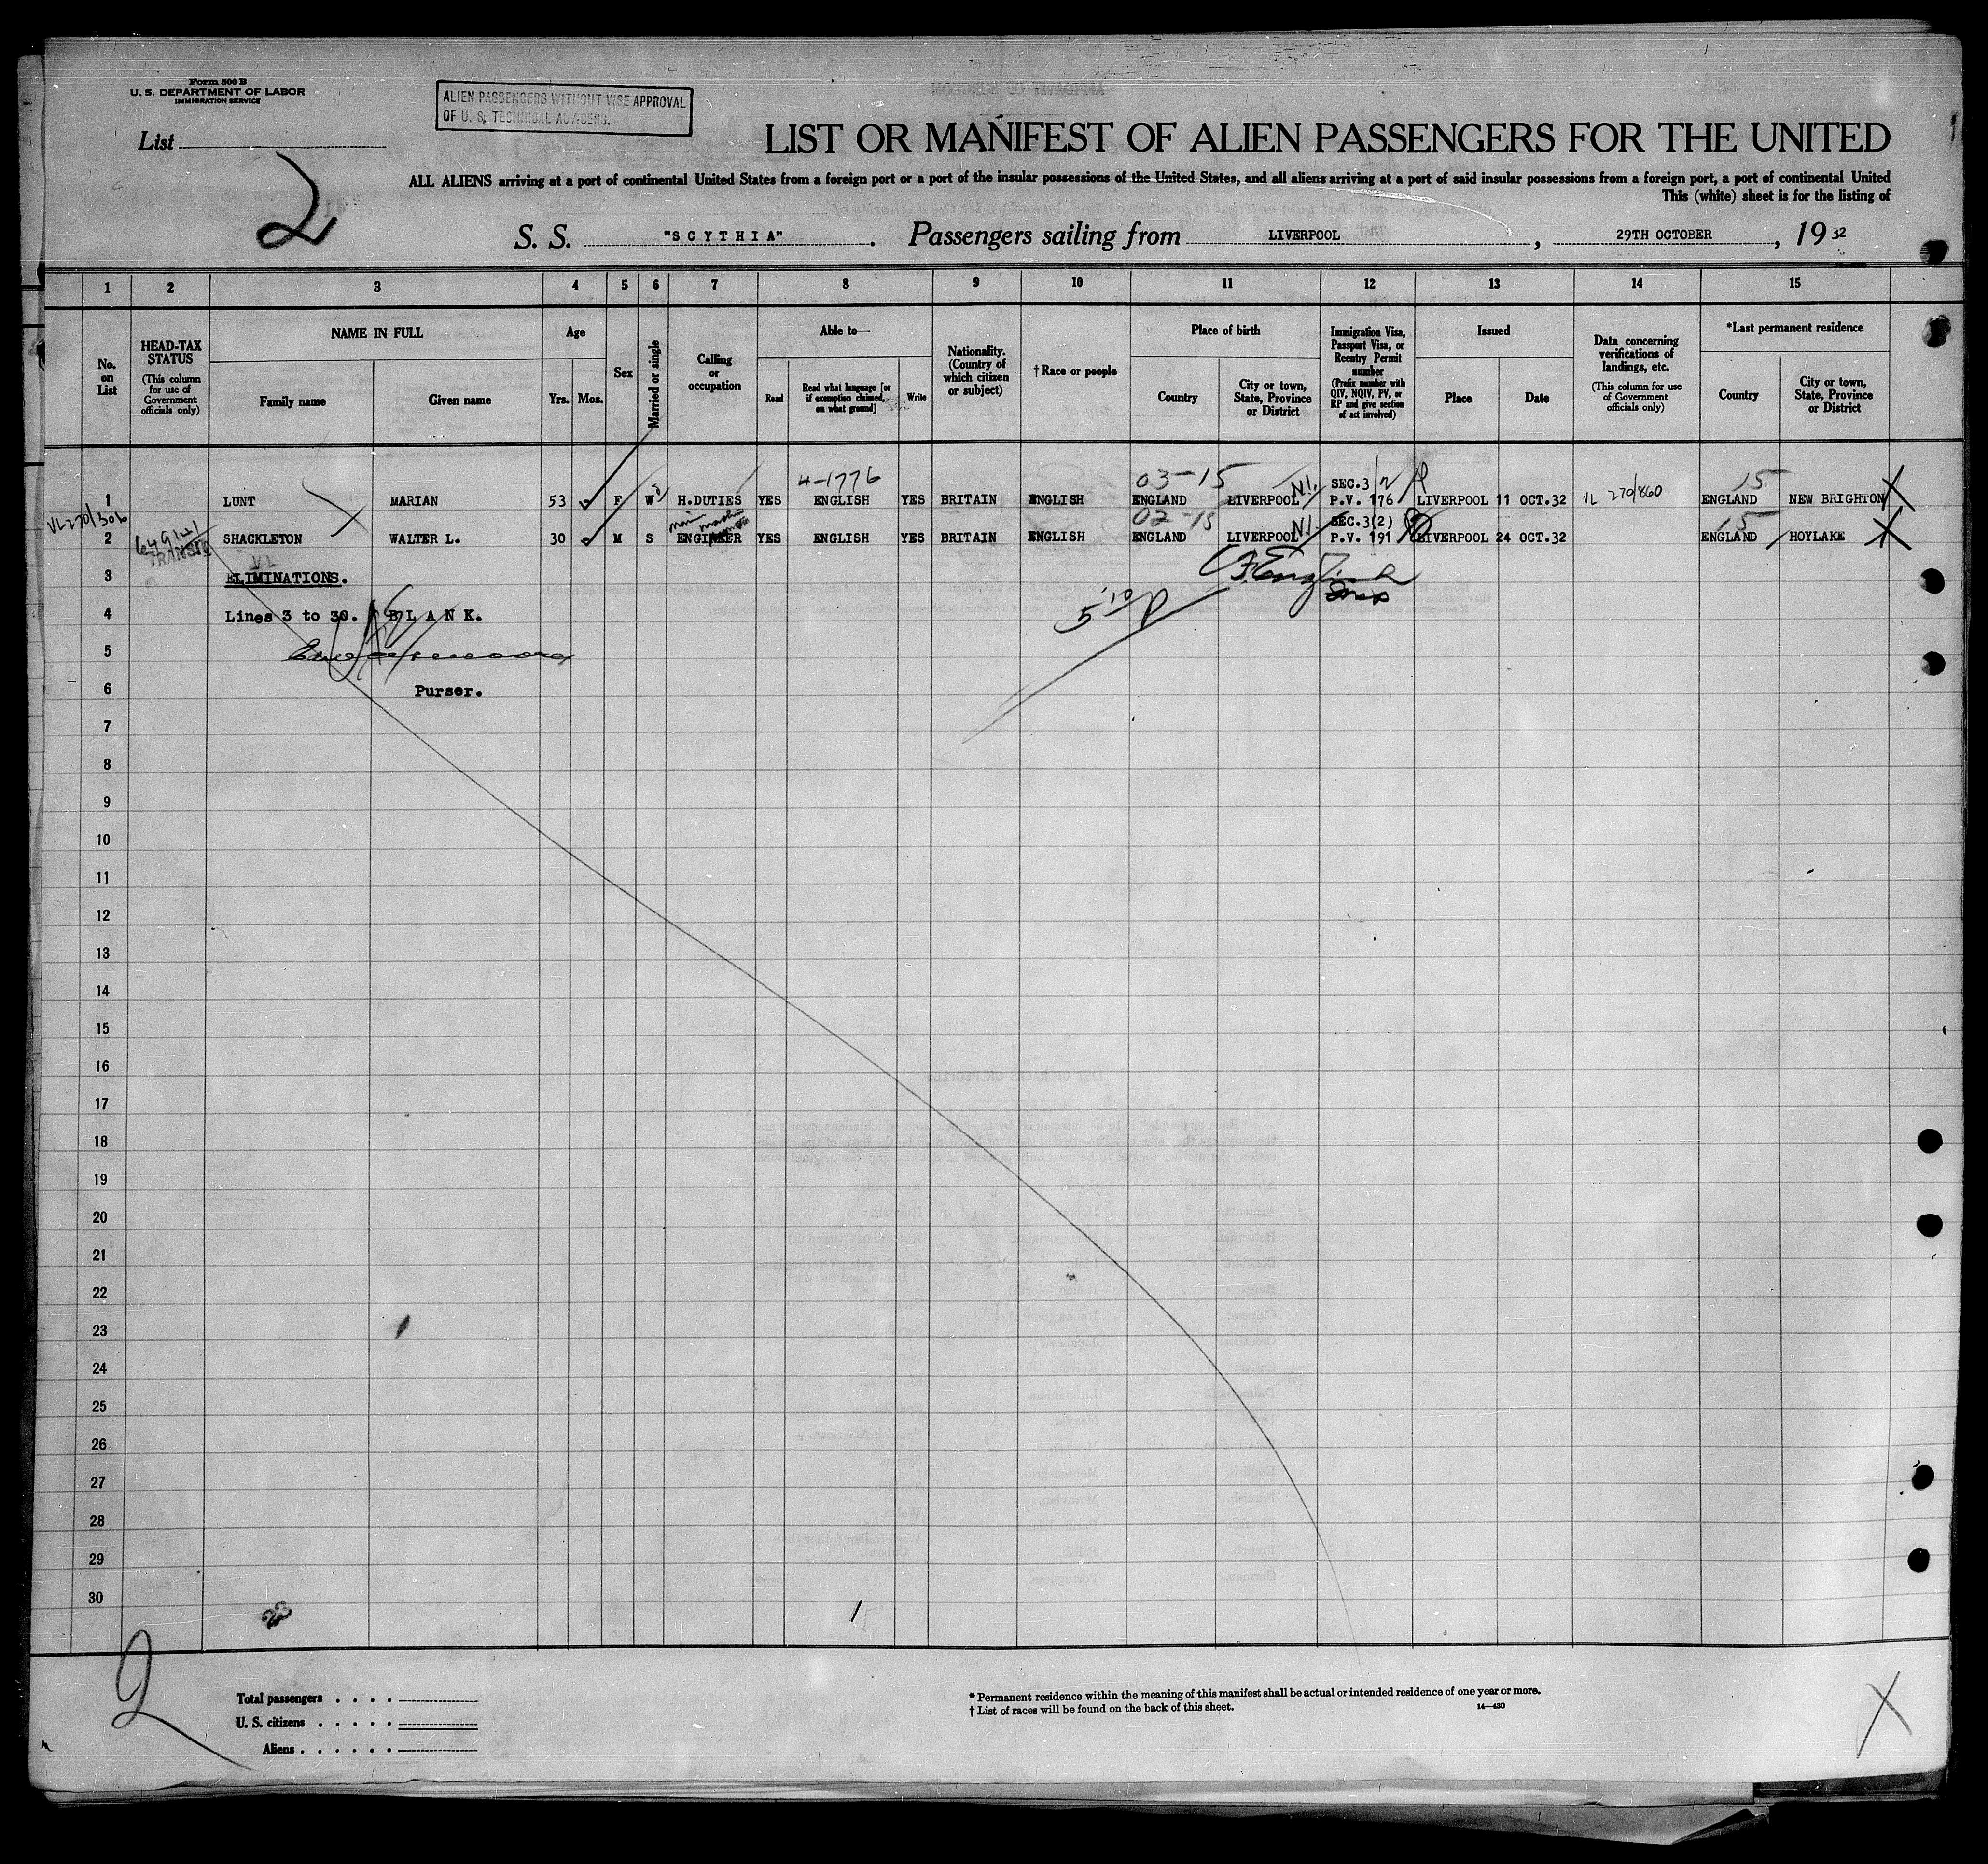 Form 500 B
U. S. DEPARTMENT OF LABOR
IMMIGRATION SERVICE
ALIEN PASSENGERS WITHOUT VISE APPROVAL
OF U. S. TECHNICAL ADVISERS.
List
2
LIST OR MANIFEST OF ALIEN PASSENGERS FOR THE UNITED
ALL ALIENS arriving at a port of continental United States from a foreign port or a port of the insular possessions of the United States, and all aliens arriving at a port of said insular possessions from a foreign port, a port of continental United
This (white) sheet is for the listing of
S. S. "SCYTHIA". Passengers sailing from LIVERPOOL, 29TH OCTOBER, 1932
1 2 3 4 5 6 7 8 9 10 11 12 13 14 15
No. on List
HEAD-TAX STATUS (This column for use of Government officials only)
NAME IN FULL
Family name
Given name
Age
Yrs. Mos.
Sex
Married or single
Calling or occupation
Able to—
Read
Read what language [or if exemption claimed, on what ground]
Write
Nationality. (Country of which citizen or subject)
†Race or people
Place of birth
Country
City or town, State, Province or District
Immigration Visa, Passport Visa, or Reentry Permit number (Prefix number with QIV, NQIV, PV, or RP and give section of act involved)
Issued
Place
Date
Data concerning verifications of landings, etc. (This column for use of Government officials only)
*Last permanent residence
Country
City or town, State, Province or District
4-1776 03-15 SEC.3 15
1 LUNT MARIAN 53 F W H.DUTIES YES ENGLISH YES BRITAIN ENGLISH ENGLAND LIVERPOOL P.V. 176 LIVERPOOL 11 OCT.32 VL 270/860 ENGLAND NEW BRIGHTON
02-15 SEC.3(2) 15
2 TRANSIT SHACKLETON WALTER L. 30 M S ENGINEER YES ENGLISH YES BRITAIN ENGLISH ENGLAND LIVERPOOL P.V. 191 LIVERPOOL 24 OCT.32 ENGLAND HOYLAKE
3 ELIMINATIONS.
4 Lines 3 to 30. BLANK.
5
6 Purser.
7
8
9
10
11
12
13
14
15
16
17
18
19
20
21
22
23
24
25
26
27
28
29
30
2
Total passengers
U. S. citizens
Aliens
* Permanent residence within the meaning of this manifest shall be actual or intended residence of one year or more.
† List of races will be found on the back of this sheet.
14—430
X